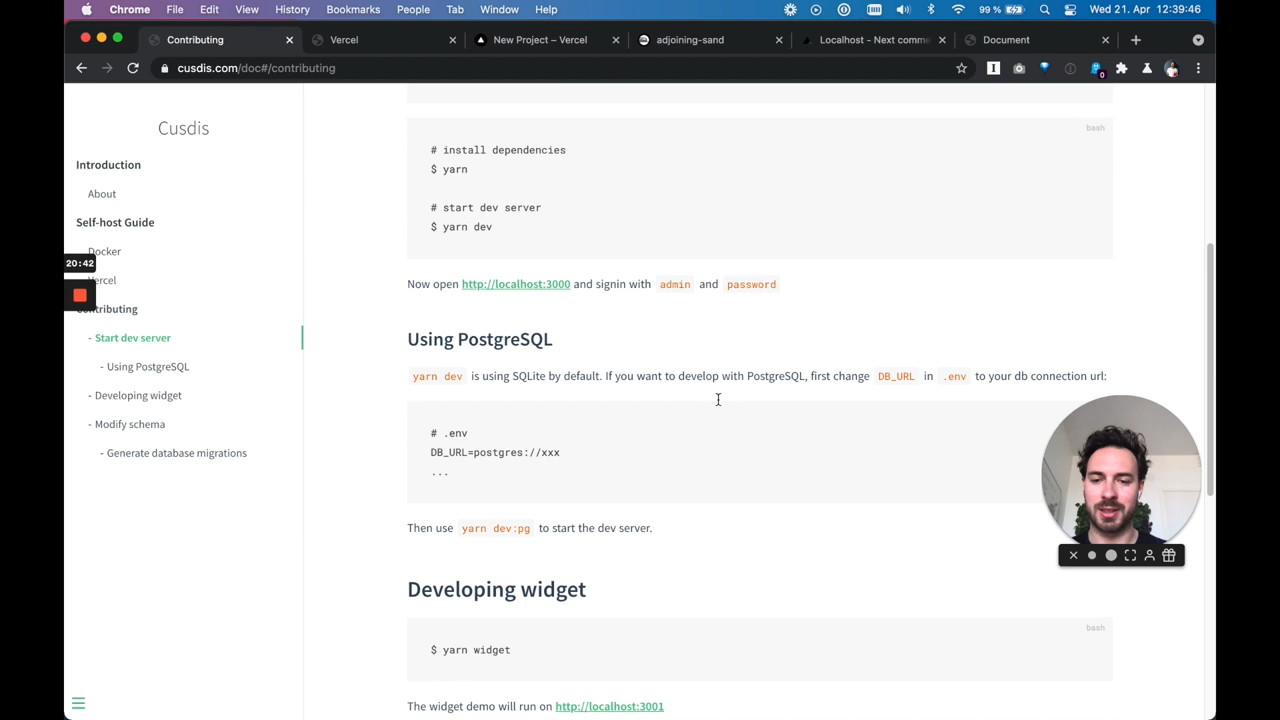 Chrome File Edit View History Bookmarks People Tab Window Help 99 % Wed 21. Apr 12:39:46
Contributing Vercel New Project – Vercel adjoining-sand Localhost - Next comme Document
cusdis.com/doc#/contributing 0
Cusdis
Introduction
About
Self-host Guide
Docker
20:42
Vercel
Contributing
- Start dev server
- Using PostgreSQL
- Developing widget
- Modify schema
- Generate database migrations
bash
# install dependencies
$ yarn
# start dev server
$ yarn dev
Now open http://localhost:3000 and signin with admin and password
Using PostgreSQL
yarn dev is using SQLite by default. If you want to develop with PostgreSQL, first change DB_URL in .env to your db connection url:
# .env
DB_URL=postgres://xxx
...
Then use yarn dev:pg to start the dev server.
Developing widget
bash
$ yarn widget
The widget demo will run on http://localhost:3001